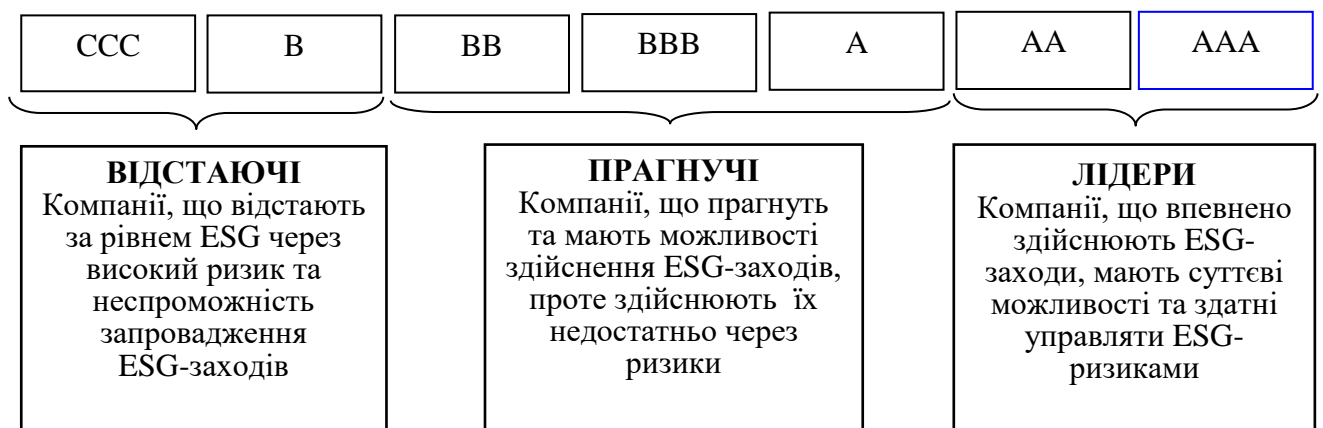 CCC
B
BB
BBB
A
AA
AAA
ВІДСТАЮЧІ
Компанії, що відстають
за рівнем ESG через
високий ризик та
неспроможність
запровадження
ESG-заходів
ПРАГНУЧІ
Компанії, що прагнуть
та мають можливості
здійснення ESG-заходів,
проте здійснюють їх
недостатньо через
ризики
ЛІДЕРИ
Компанії, що впевнено
здійснюють ESG-
заходи, мають суттєві
можливості та здатні
управляти ESG-
ризиками